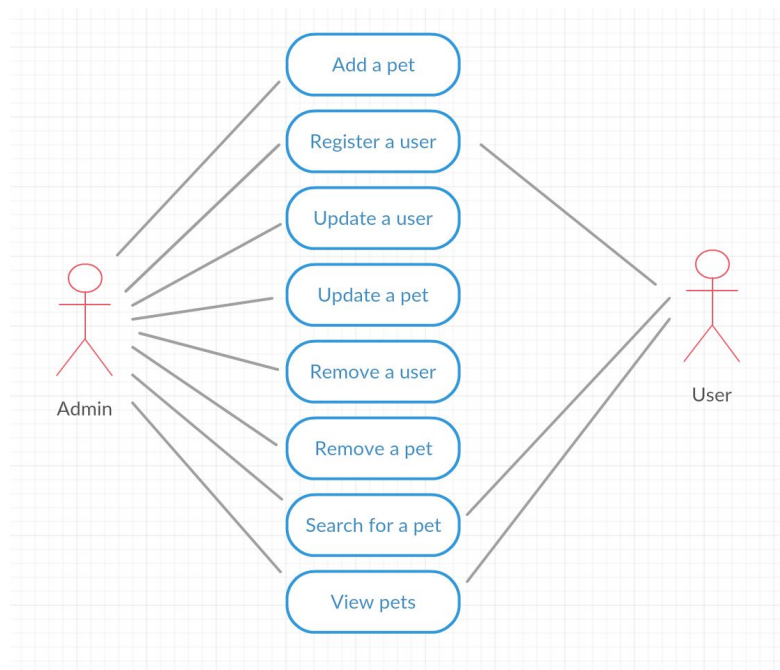 Add a pet
Register a user
Update a user
Update a pet
Remove a user
Remove a pet
Search for a pet
View pets
Admin
User